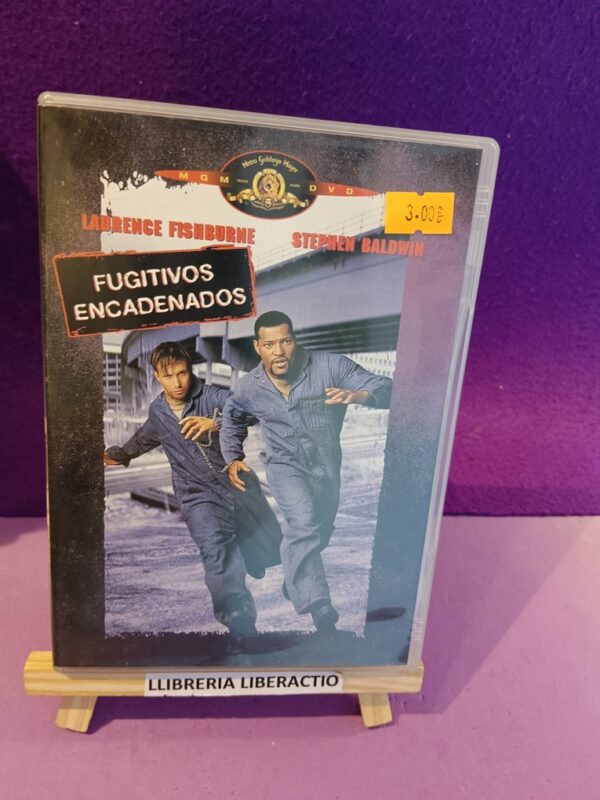 Metro Goldwyn Mayer
MGM DVD
3.00
LAURENCE FISHBURNE STEPHEN BALDWIN
FUGITIVOS
ENCADENADOS
LLIBRERIA LIBERACTIO